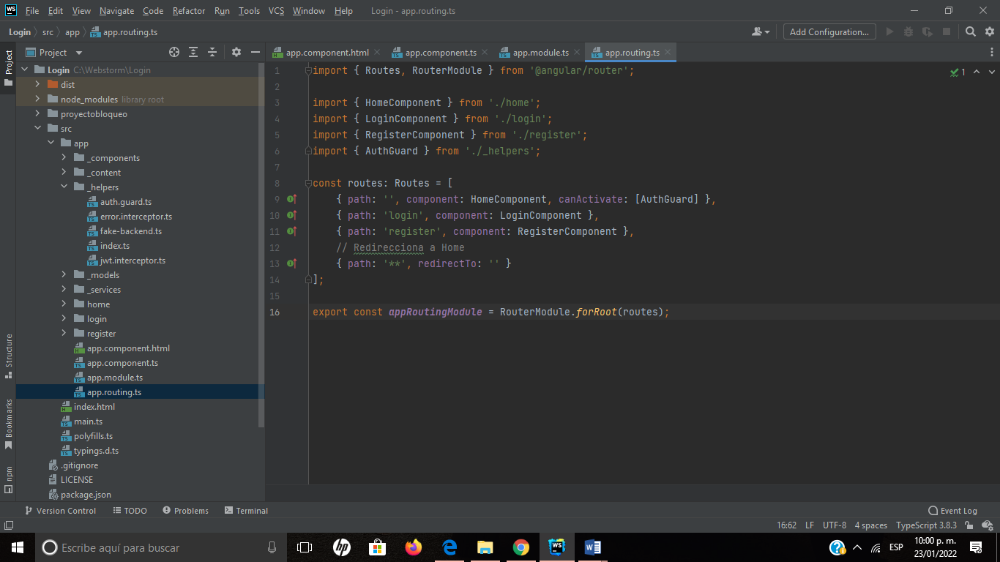 WS File Edit View Navigate Code Refactor Run Tools VCS Window Help Login - app.routing.ts
Login src app app.routing.ts Add Configuration...
Project
Project
app.component.html app.component.ts app.module.ts app.routing.ts
Login C:\Webstorm\Login
dist
node_modules library root
proyectobloqueo
src
app
_components
_content
_helpers
auth.guard.ts
error.interceptor.ts
fake-backend.ts
index.ts
jwt.interceptor.ts
_models
_services
home
login
register
app.component.html
app.component.ts
app.module.ts
app.routing.ts
index.html
main.ts
polyfills.ts
typings.d.ts
.gitignore
LICENSE
package.json
Structure
Bookmarks
npm
1 import { Routes, RouterModule } from '@angular/router'; 1
2
3 import { HomeComponent } from './home';
4 import { LoginComponent } from './login';
5 import { RegisterComponent } from './register';
6 import { AuthGuard } from './_helpers';
7
8 const routes: Routes = [
9 { path: '', component: HomeComponent, canActivate: [AuthGuard] },
10 { path: 'login', component: LoginComponent },
11 { path: 'register', component: RegisterComponent },
12 // Redirecciona a Home
13 { path: '**', redirectTo: '' }
14 ];
15
16 export const appRoutingModule = RouterModule.forRoot(routes);
Version Control TODO Problems Terminal Event Log
16:62 LF UTF-8 4 spaces TypeScript 3.8.3
Escribe aquí para buscar hp WS W ESP 10:00 p. m.
23/01/2022